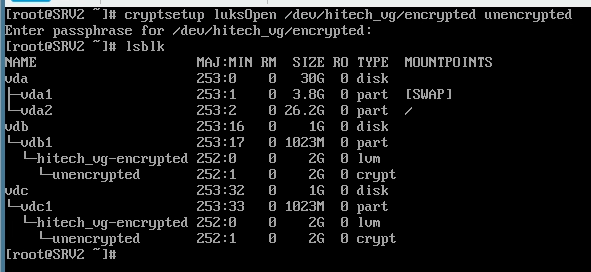 [root@SRV2 ~]# cryptsetup luksOpen /dev/hitech_vg/encrypted unencrypted
Enter passphrase for /dev/hitech_vg/encrypted:
[root@SRV2 ~]# lsblk
NAME                    MAJ:MIN RM  SIZE RO TYPE  MOUNTPOINTS
vda                     253:0    0   30G  0 disk
├─vda1                  253:1    0  3.8G  0 part  [SWAP]
└─vda2                  253:2    0 26.2G  0 part  /
vdb                     253:16   0    1G  0 disk
└─vdb1                  253:17   0 1023M  0 part
  └─hitech_vg-encrypted 252:0    0    2G  0 lvm
    └─unencrypted       252:1    0    2G  0 crypt
vdc                     253:32   0    1G  0 disk
└─vdc1                  253:33   0 1023M  0 part
  └─hitech_vg-encrypted 252:0    0    2G  0 lvm
    └─unencrypted       252:1    0    2G  0 crypt
[root@SRV2 ~]#